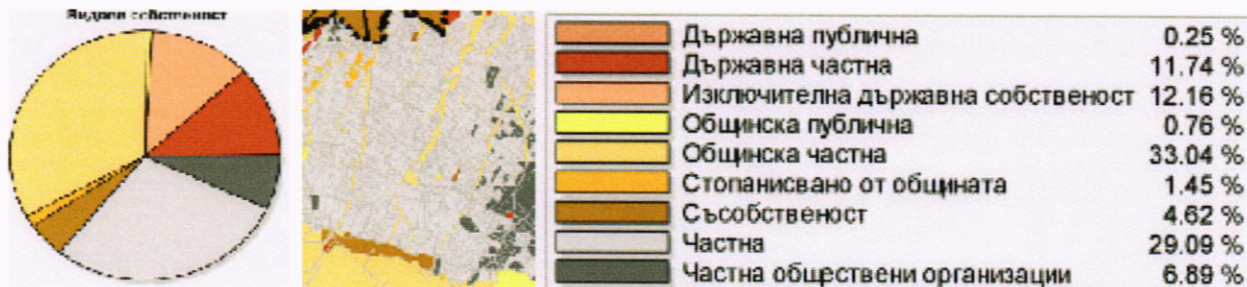 Видове собственост
Държавна публична 0.25 %
Държавна частна 11.74 %
Изключителна държавна собственост 12.16 %
Общинска публична 0.76 %
Общинска частна 33.04 %
Стопанисвано от общината 1.45 %
Съсобственост 4.62 %
Частна 29.09 %
Частна обществени организации 6.89 %